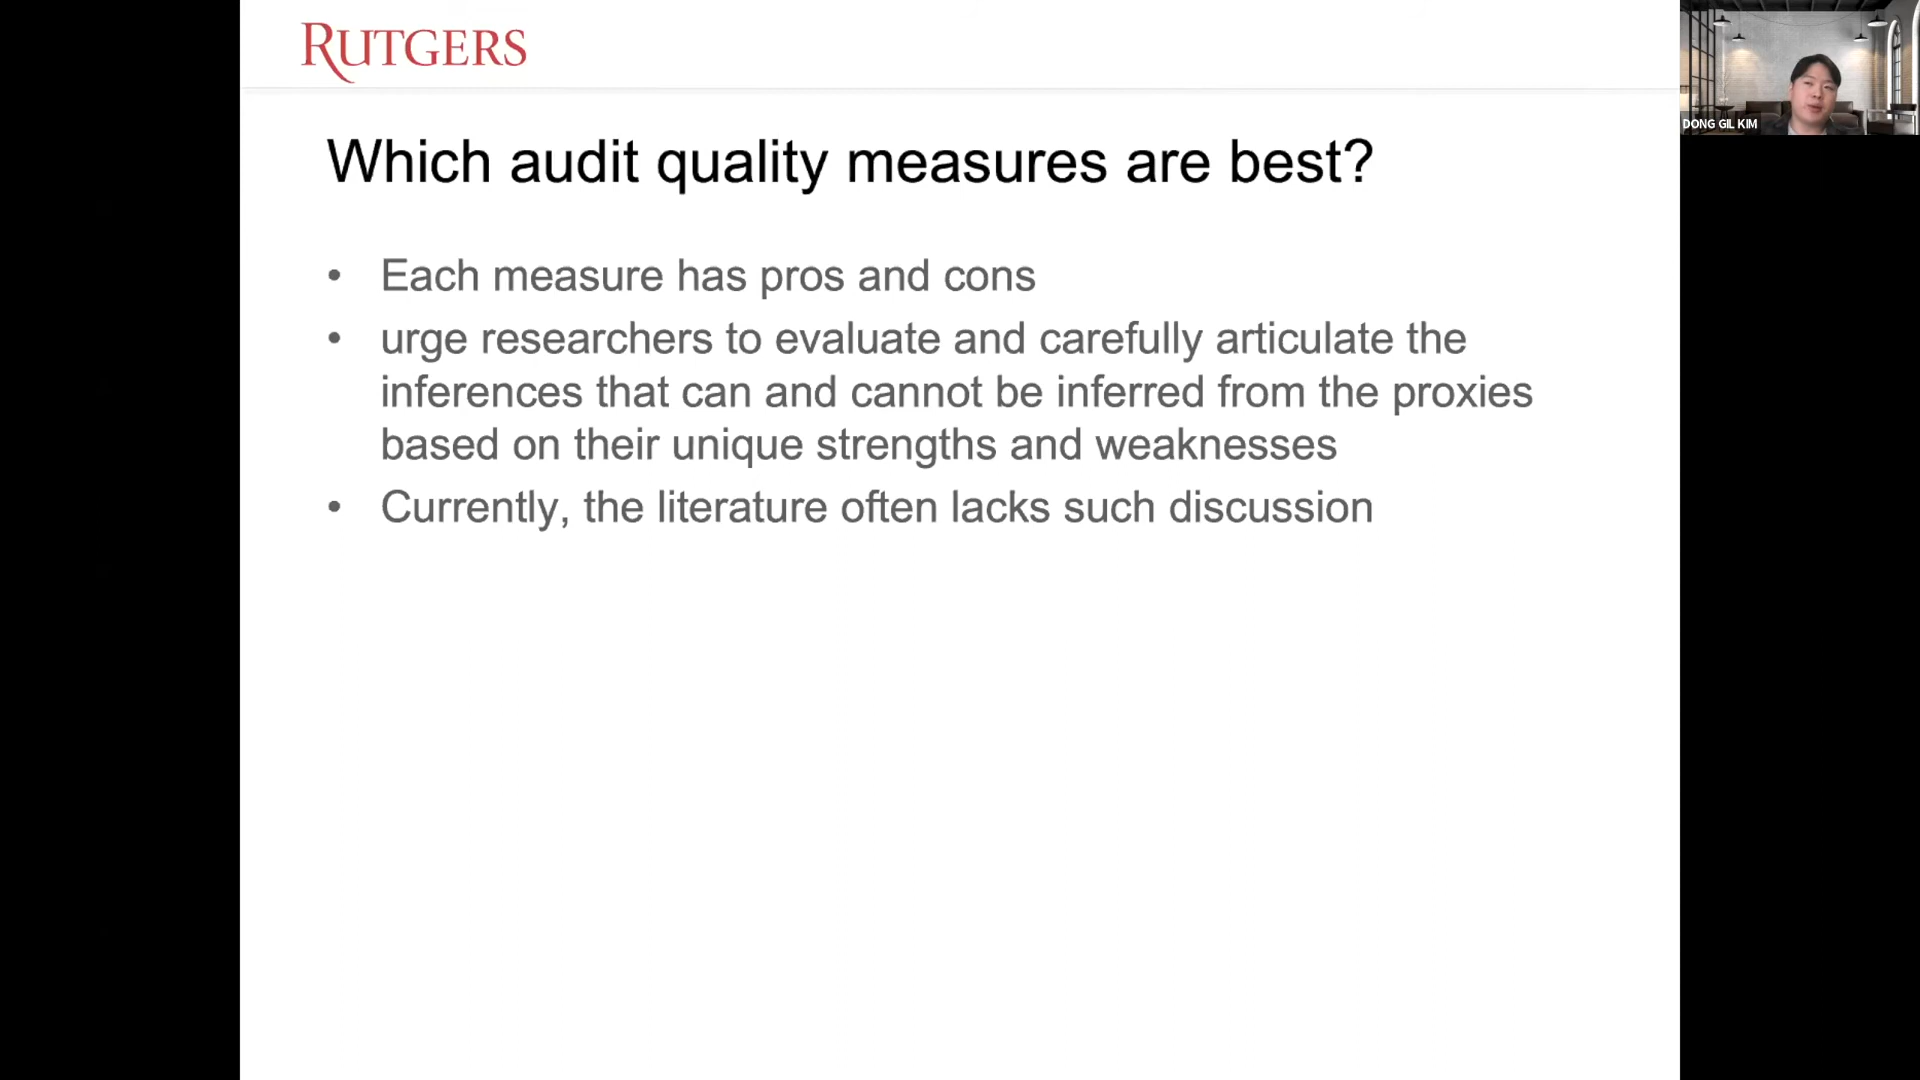 RUTGERS
DONG GIL KIM
Which audit quality measures are best?
• Each measure has pros and cons
• urge researchers to evaluate and carefully articulate the
inferences that can and cannot be inferred from the proxies
based on their unique strengths and weaknesses
• Currently, the literature often lacks such discussion